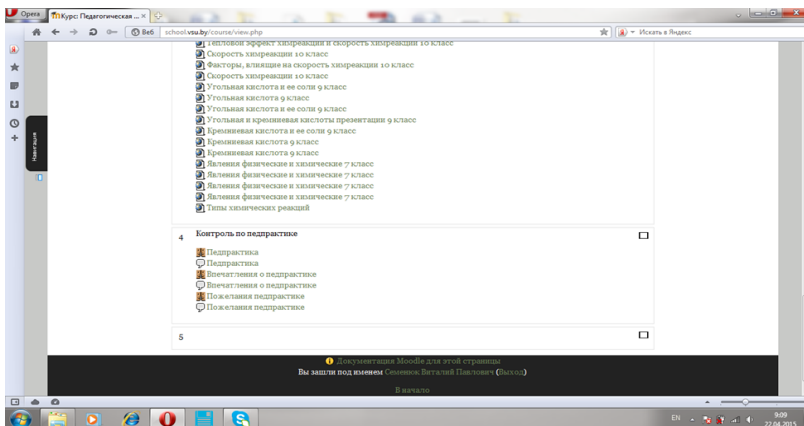 Opera
Курс: Педагогическая ...
Веб
school.vsu.by/course/view.php
Искать в Яндекс
Навигация
Тепловой эффект химреакции и скорость химреакции 10 класс
Скорость химреакции 10 класс
Факторы, влияющие на скорость химреакции 10 класс
Скорость химреакции 10 класс
Угольная кислота и ее соли 9 класс
Угольная кислота 9 класс
Угольная кислота и ее соли 9 класс
Угольная и кремниевая кислоты презентации 9 класс
Кремниевая кислота и ее соли 9 класс
Кремниевая кислота 9 класс
Кремниевая кислота 9 класс
Явления физические и химические 7 класс
Явления физические и химические 7 класс
Явления физические и химические 7 класс
Явления физические и химические 7 класс
Типы химических реакций
4 Контроль по педпрактике
Педпрактика
Педпрактика
Впечатления о педпрактике
Впечатления о педпрактике
Пожелания педпрактике
Пожелания педпрактике
5
Документация Moodle для этой страницы
Вы зашли под именем Семенюк Виталий Павлович (Выход)
В начало
EN
9:09
22.04.2015